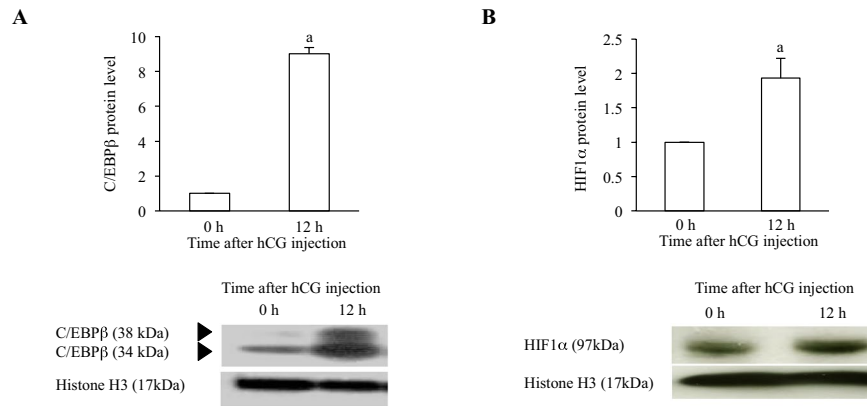 A
C/EBPβ protein level
10
8
6
4
2
0
a
0 h
12 h
Time after hCG injection
Time after hCG injection
0 h
12 h
C/EBPβ (38 kDa)
C/EBPβ (34 kDa)
Histone H3 (17kDa)
B
HIF1α protein level
2.5
2
1.5
1
0.5
0
a
0 h
12 h
Time after hCG injection
Time after hCG injection
0 h
12 h
HIF1α (97kDa)
Histone H3 (17kDa)